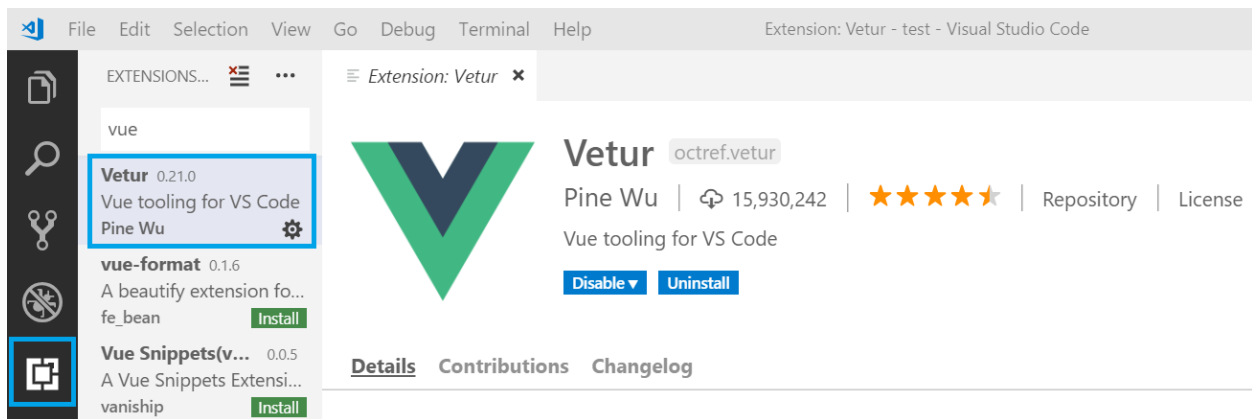 File Edit Selection View Go Debug Terminal Help Extension: Vetur - test - Visual Studio Code
EXTENSIONS...
Extension: Vetur
vue
Vetur 0.21.0
Vue tooling for VS Code
Pine Wu
vue-format 0.1.6
A beautify extension fo...
fe_bean Install
Vue Snippets(v... 0.0.5
A Vue Snippets Extensi...
vaniship Install
Vetur octref.vetur
Pine Wu 15,930,242 Repository License
Vue tooling for VS Code
Disable Uninstall
Details Contributions Changelog